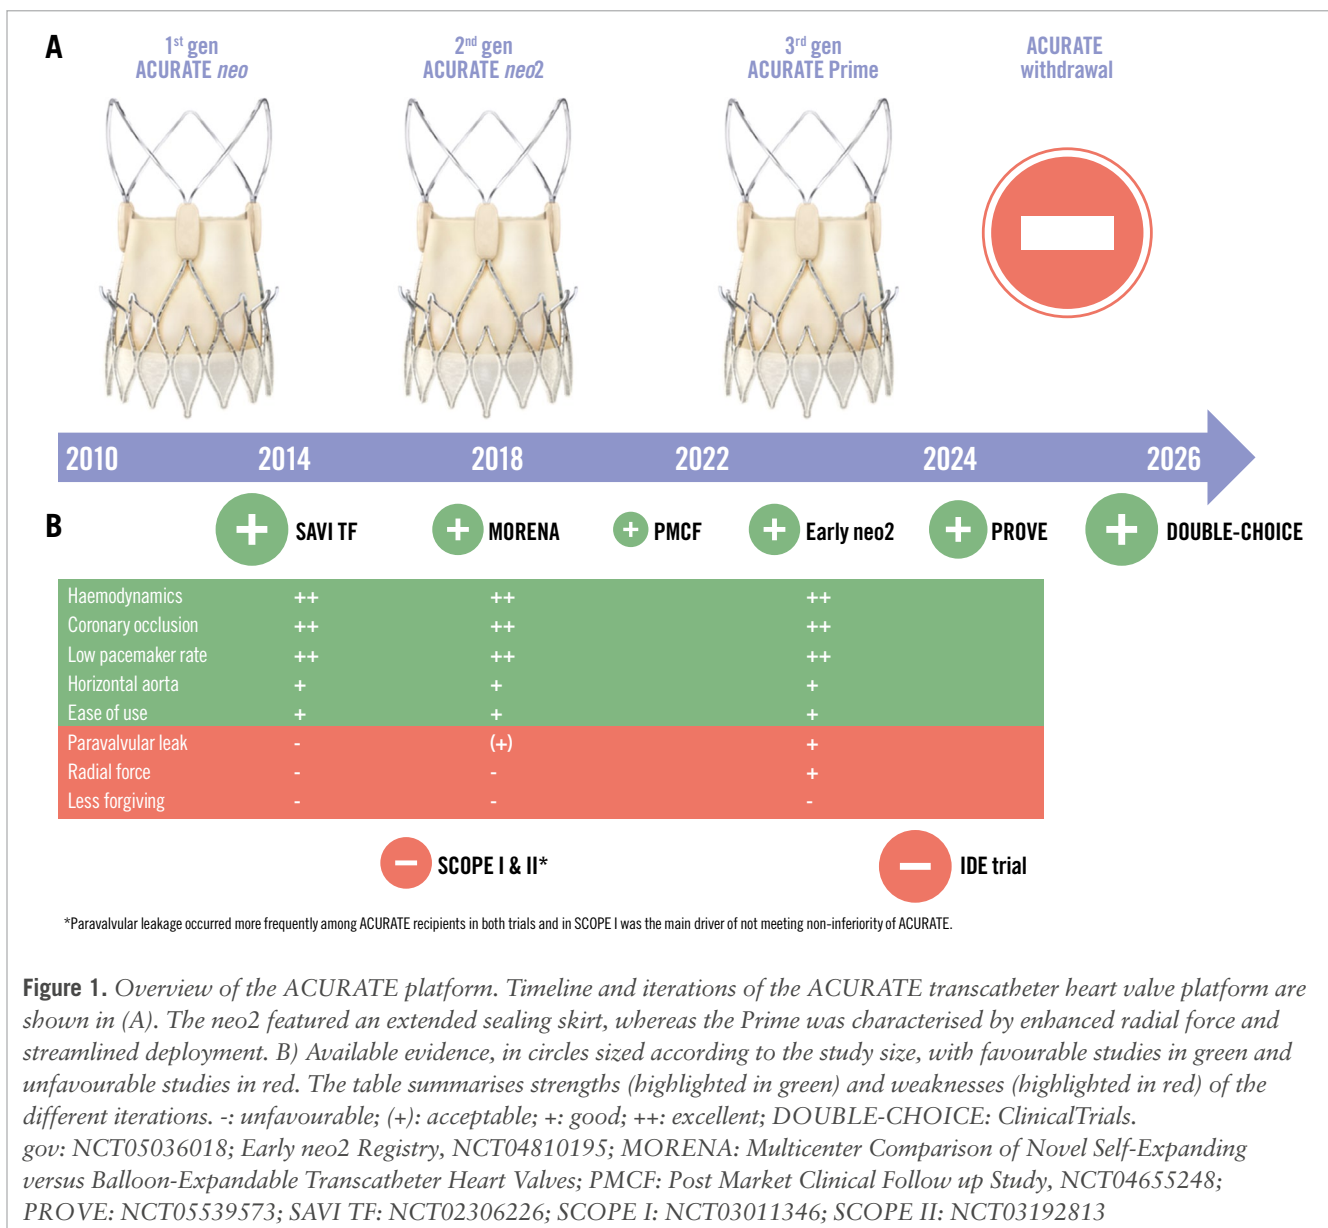 A
1st gen
ACURATE neo
2nd gen
ACURATE neo2
3rd gen
ACURATE Prime
ACURATE
withdrawal
2010 2014 2018 2022 2024 2026
B
SAVI TF MORENA PMCF Early neo2 PROVE DOUBLE-CHOICE
Haemodynamics ++ ++ ++
Coronary occlusion ++ ++ ++
Low pacemaker rate ++ ++ ++
Horizontal aorta + + +
Ease of use + + +
Paravalvular leak - (+) +
Radial force - - +
Less forgiving - - -
SCOPE I & II* IDE trial
*Paravalvular leakage occurred more frequently among ACURATE recipients in both trials and in SCOPE I was the main driver of not meeting non-inferiority of ACURATE.
Figure 1. Overview of the ACURATE platform. Timeline and iterations of the ACURATE transcatheter heart valve platform are
shown in (A). The neo2 featured an extended sealing skirt, whereas the Prime was characterised by enhanced radial force and
streamlined deployment. B) Available evidence, in circles sized according to the study size, with favourable studies in green and
unfavourable studies in red. The table summarises strengths (highlighted in green) and weaknesses (highlighted in red) of the
different iterations. -: unfavourable; (+): acceptable; +: good; ++: excellent; DOUBLE-CHOICE: ClinicalTrials.
gov: NCT05036018; Early neo2 Registry, NCT04810195; MORENA: Multicenter Comparison of Novel Self-Expanding
versus Balloon-Expandable Transcatheter Heart Valves; PMCF: Post Market Clinical Follow up Study, NCT04655248;
PROVE: NCT05539573; SAVI TF: NCT02306226; SCOPE I: NCT03011346; SCOPE II: NCT03192813